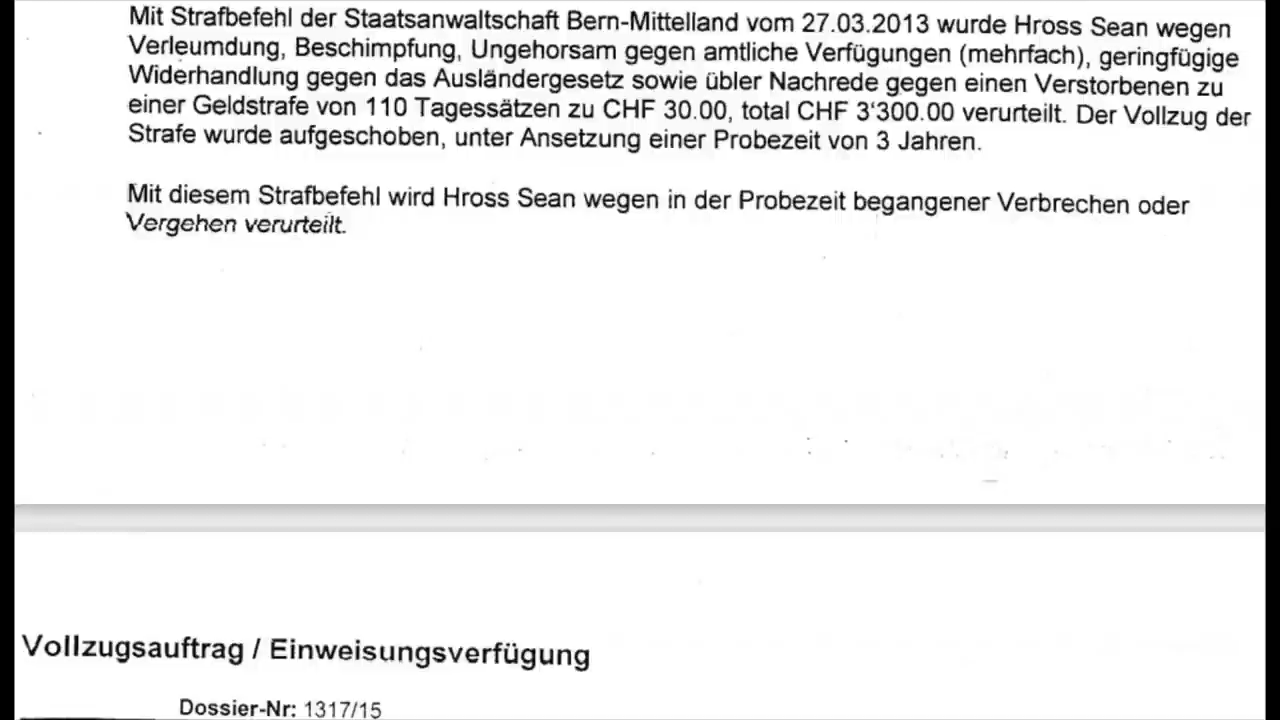 Mit Strafbefehl der Staatsanwaltschaft Bern-Mittelland vom 27.03.2013 wurde Hross Sean wegen
Verleumdung, Beschimpfung, Ungehorsam gegen amtliche Verfügungen (mehrfach), geringfügige
Widerhandlung gegen das Ausländergesetz sowie übler Nachrede gegen einen Verstorbenen zu
einer Geldstrafe von 110 Tagessätzen zu CHF 30.00, total CHF 3'300.00 verurteilt. Der Vollzug der
Strafe wurde aufgeschoben, unter Ansetzung einer Probezeit von 3 Jahren.
Mit diesem Strafbefehl wird Hross Sean wegen in der Probezeit begangener Verbrechen oder
Vergehen verurteilt.
Vollzugsauftrag / Einweisungsverfügung
Dossier-Nr: 1317/15